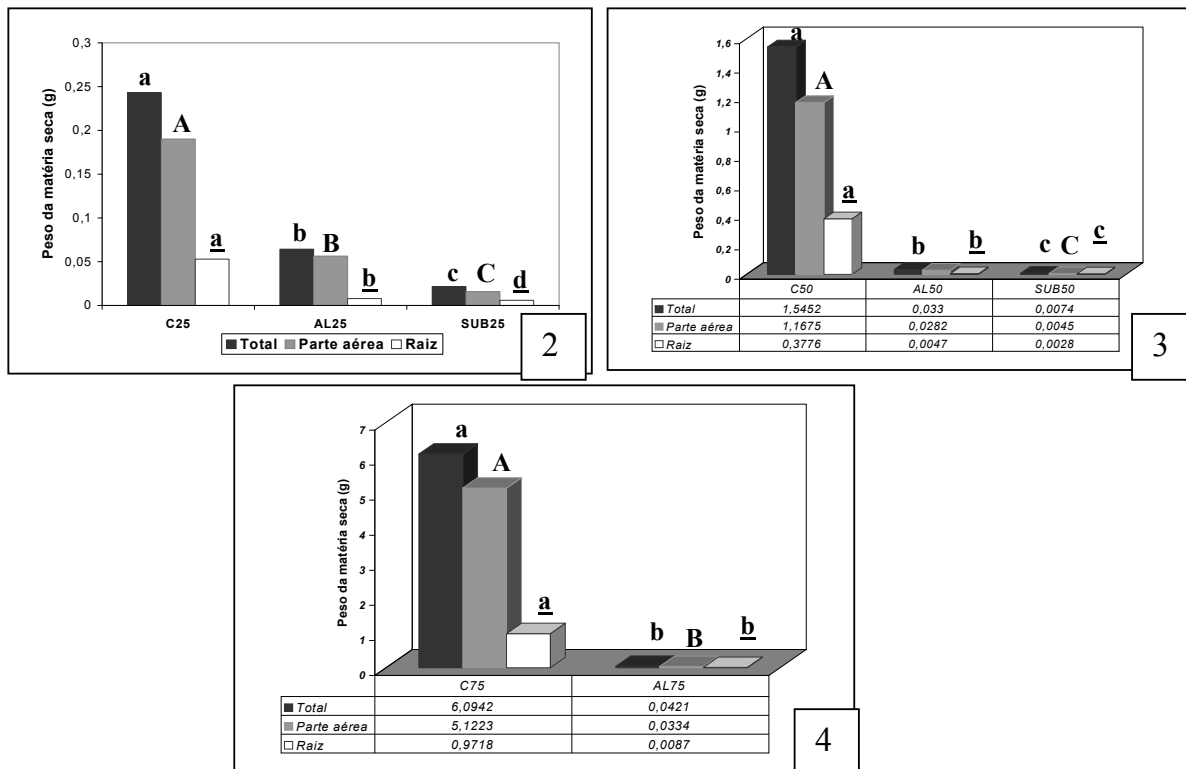 0,3
0,25
0,2
0,15
0,1
0,05
0
Peso da matéria seca (g)
a
A
a
b
B
b
c
C
d
C25 AL25 SUB25
Total Parte aérea Raiz
2
1,6
1,4
1,2
1
0,8
0,6
0,4
0,2
0
Peso da matéria seca (g)
a
A
a
b b
c C c
C50 AL50 SUB50
Total 1,5452 0,033 0,0074
Parte aérea 1,1675 0,0282 0,0045
Raiz 0,3776 0,0047 0,0028
3
7
6
5
4
3
2
1
0
Peso da matéria seca (g)
a
A
a
b B b
C75 AL75
Total 6,0942 0,0421
Parte aérea 5,1223 0,0334
Raiz 0,9718 0,0087
4